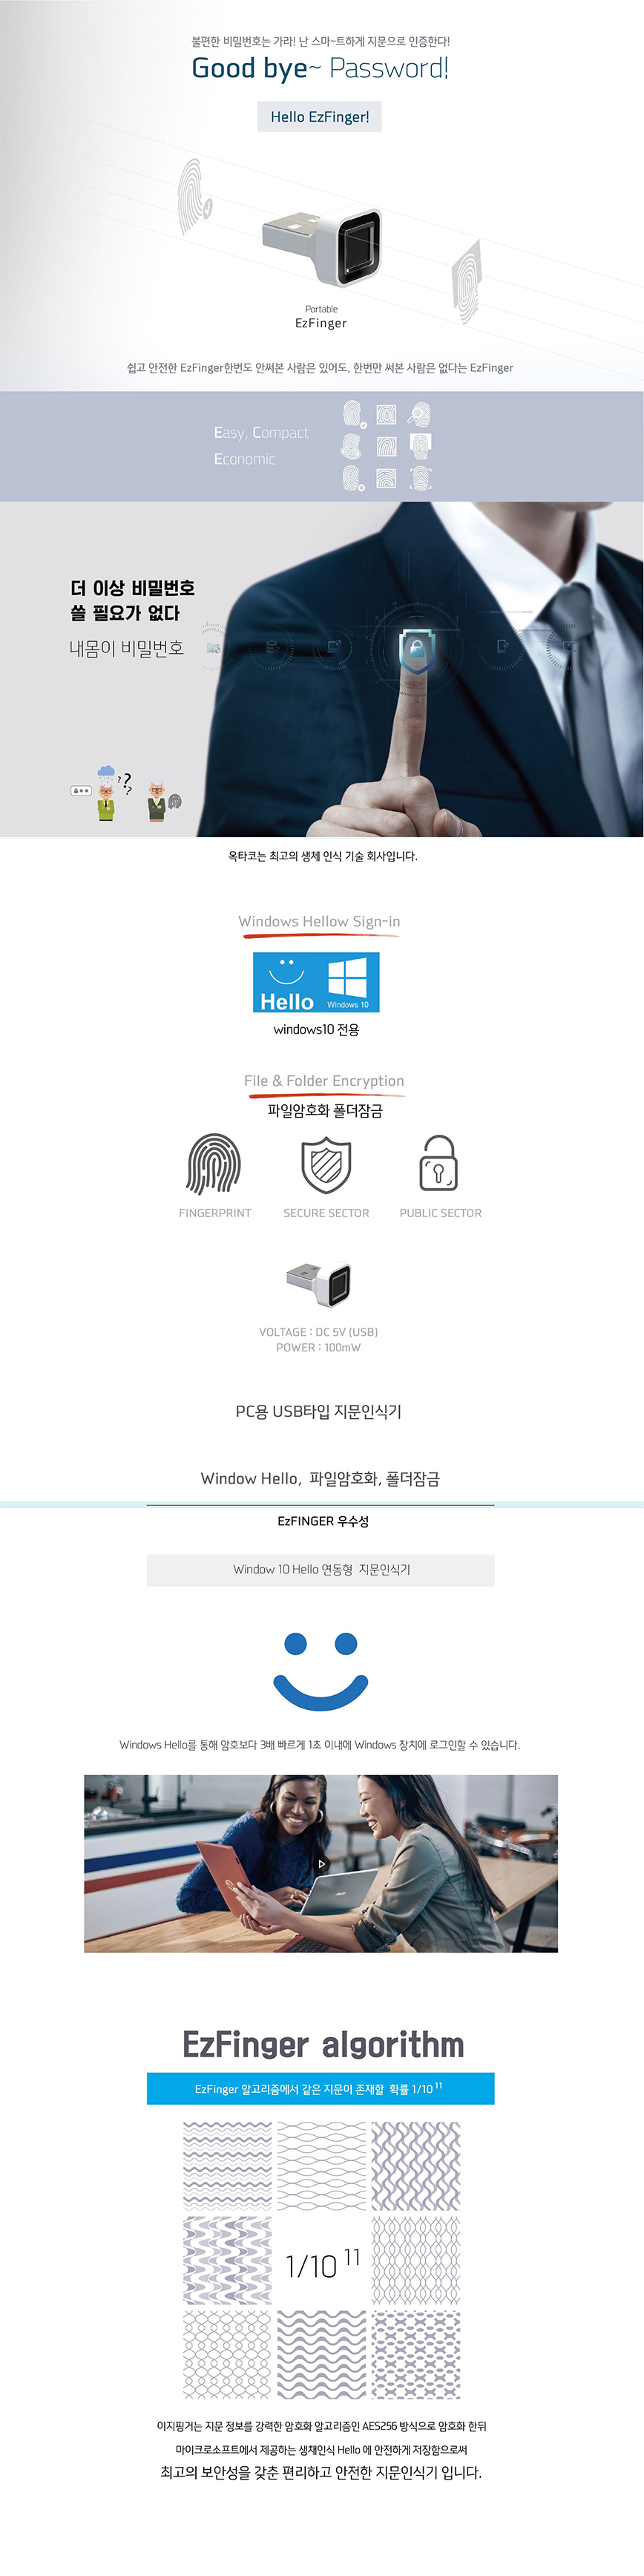 불편한 비밀번호는 가라! 난 스마~트하게 지문으로 인증한다!
Good bye~ Password!
Hello EzFinger!
Portable
EzFinger
쉽고 안전한 EzFinger한번도 안써본 사람은 있어도, 한번만 써본 사람은 없다는 EzFinger
Easy, Compact
Economic
더 이상 비밀번호
쓸 필요가 없다
내몸이 비밀번호
???
옥타코는 최고의 생체 인식 기술 회사입니다.
Windows Hellow Sign-in
Hello Windows 10
windows10 전용
File & Folder Encryption
파일암호화 폴더잠금
FINGERPRINT SECURE SECTOR PUBLIC SECTOR
VOLTAGE : DC 5V (USB)
POWER : 100mW
PC용 USB타입 지문인식기
Window Hello, 파일암호화, 폴더잠금
EzFINGER 우수성
Window 10 Hello 연동형 지문인식기
Windows Hello를 통해 암호보다 3배 빠르게 1초 이내에 Windows 장치에 로그인할 수 있습니다.
EzFinger algorithm
EzFinger 알고리즘에서 같은 지문이 존재할 확률 1/10 11
1/10 11
이지핑거는 지문 정보를 강력한 암호화 알고리즘인 AES256 방식으로 암호화 한뒤
마이크로소프트에서 제공하는 생채인식 Hello 에 안전하게 저장함으로써
최고의 보안성을 갖춘 편리하고 안전한 지문인식기 입니다.